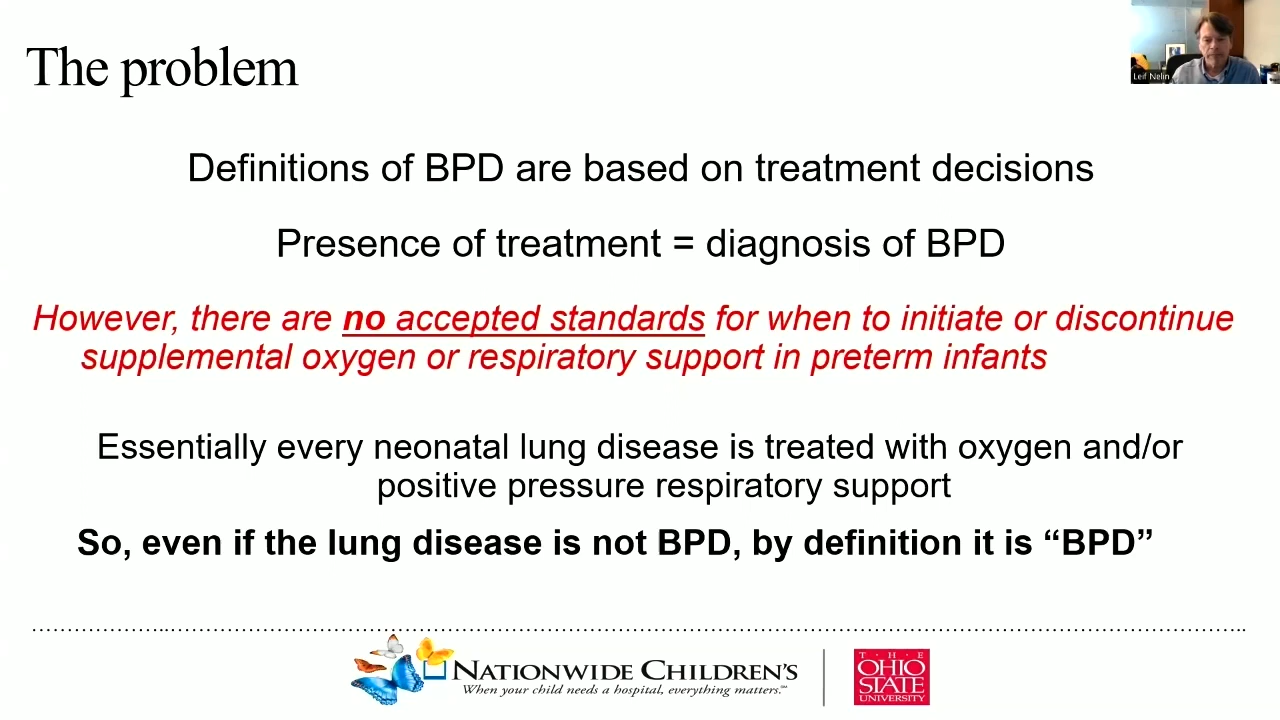 The problem
Leif Nelin
Definitions of BPD are based on treatment decisions
Presence of treatment = diagnosis of BPD
However, there are no accepted standards for when to initiate or discontinue
supplemental oxygen or respiratory support in preterm infants
Essentially every neonatal lung disease is treated with oxygen and/or
positive pressure respiratory support
So, even if the lung disease is not BPD, by definition it is “BPD”
NATIONWIDE CHILDREN'S
When your child needs a hospital, everything matters.℠
T · H · E
OHIO
STATE
UNIVERSITY